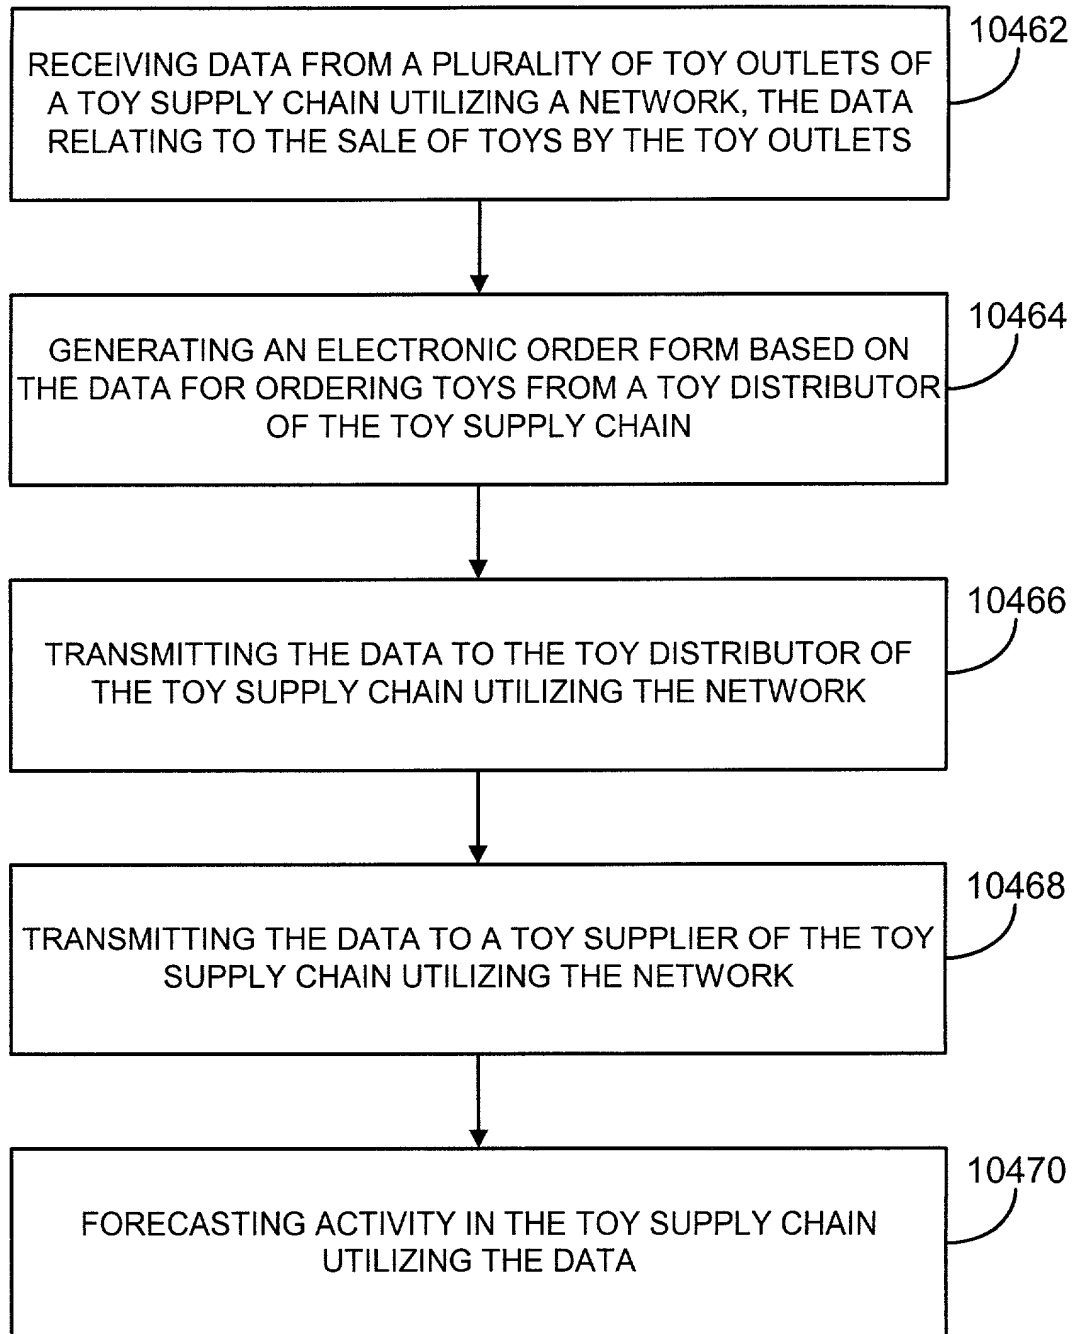 10462
RECEIVING DATA FROM A PLURALITY OF TOY OUTLETS OF
A TOY SUPPLY CHAIN UTILIZING A NETWORK, THE DATA
RELATING TO THE SALE OF TOYS BY THE TOY OUTLETS
10464
GENERATING AN ELECTRONIC ORDER FORM BASED ON
THE DATA FOR ORDERING TOYS FROM A TOY DISTRIBUTOR
OF THE TOY SUPPLY CHAIN
10466
TRANSMITTING THE DATA TO THE TOY DISTRIBUTOR OF
THE TOY SUPPLY CHAIN UTILIZING THE NETWORK
10468
TRANSMITTING THE DATA TO A TOY SUPPLIER OF THE TOY
SUPPLY CHAIN UTILIZING THE NETWORK
10470
FORECASTING ACTIVITY IN THE TOY SUPPLY CHAIN
UTILIZING THE DATA